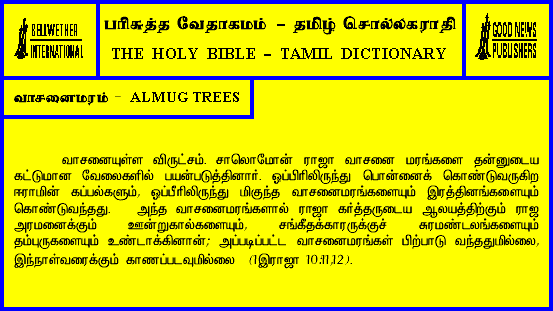 BELLWETHER
INTERNATIONAL
பரிசுத்த வேதாகமம் - தமிழ் சொல்லகராதி
THE HOLY BIBLE - TAMIL DICTIONARY
GOOD NEWS
PUBLISHERS
வாசனைமரம் - ALMUG TREES
வாசனையுள்ள விருட்சம். சாலொமோன் ராஜா வாசனை மரங்களை தன்னுடைய
கட்டுமான வேலைகளில் பயன்படுத்தினார். ஓப்பிரிலிருந்து பொன்னைக் கொண்டுவருகிற
ஈராமின் கப்பல்களும், ஓப்பீரிலிருந்து மிகுந்த வாசனைமரங்களையும் இரத்தினங்களையும்
கொண்டுவந்தது. அந்த வாசனைமரங்களால் ராஜா கர்த்தருடைய ஆலயத்திற்கும் ராஜ
அரமனைக்கும் ஊன்றுகால்களையும், சங்கீதக்காரருக்குச் சுரமண்டலங்களையும்
தம்புருகளையும் உண்டாக்கினான்; அப்படிப்பட்ட வாசனைமரங்கள் பிற்பாடு வந்ததுமில்லை,
இந்நாள்வரைக்கும் காணப்படவுமில்லை (1இராஜா 10:11,12).